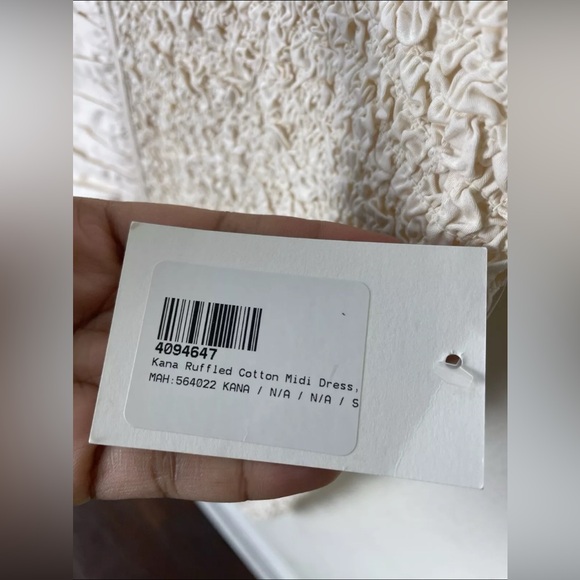 4094647
Kana Ruffled Cotton Midi Dress,
MAH:564022 KANA / N/A / N/A / S